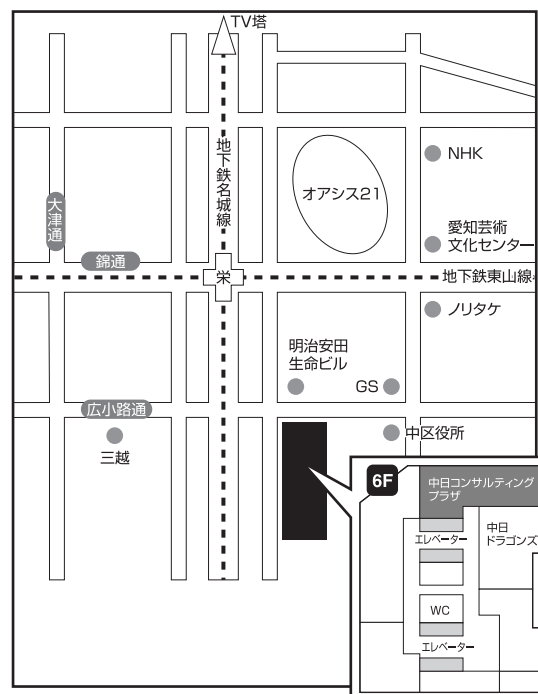 TV塔
地下鉄名城線
NHK
オアシス21
大津通
愛知芸術
文化センター
錦通
栄
地下鉄東山線
ノリタケ
明治安田
生命ビル
GS
広小路通
中区役所
三越
6F
中日コンサルティング
プラザ
エレベーター
中日
ドラゴンズ
WC
エレベーター